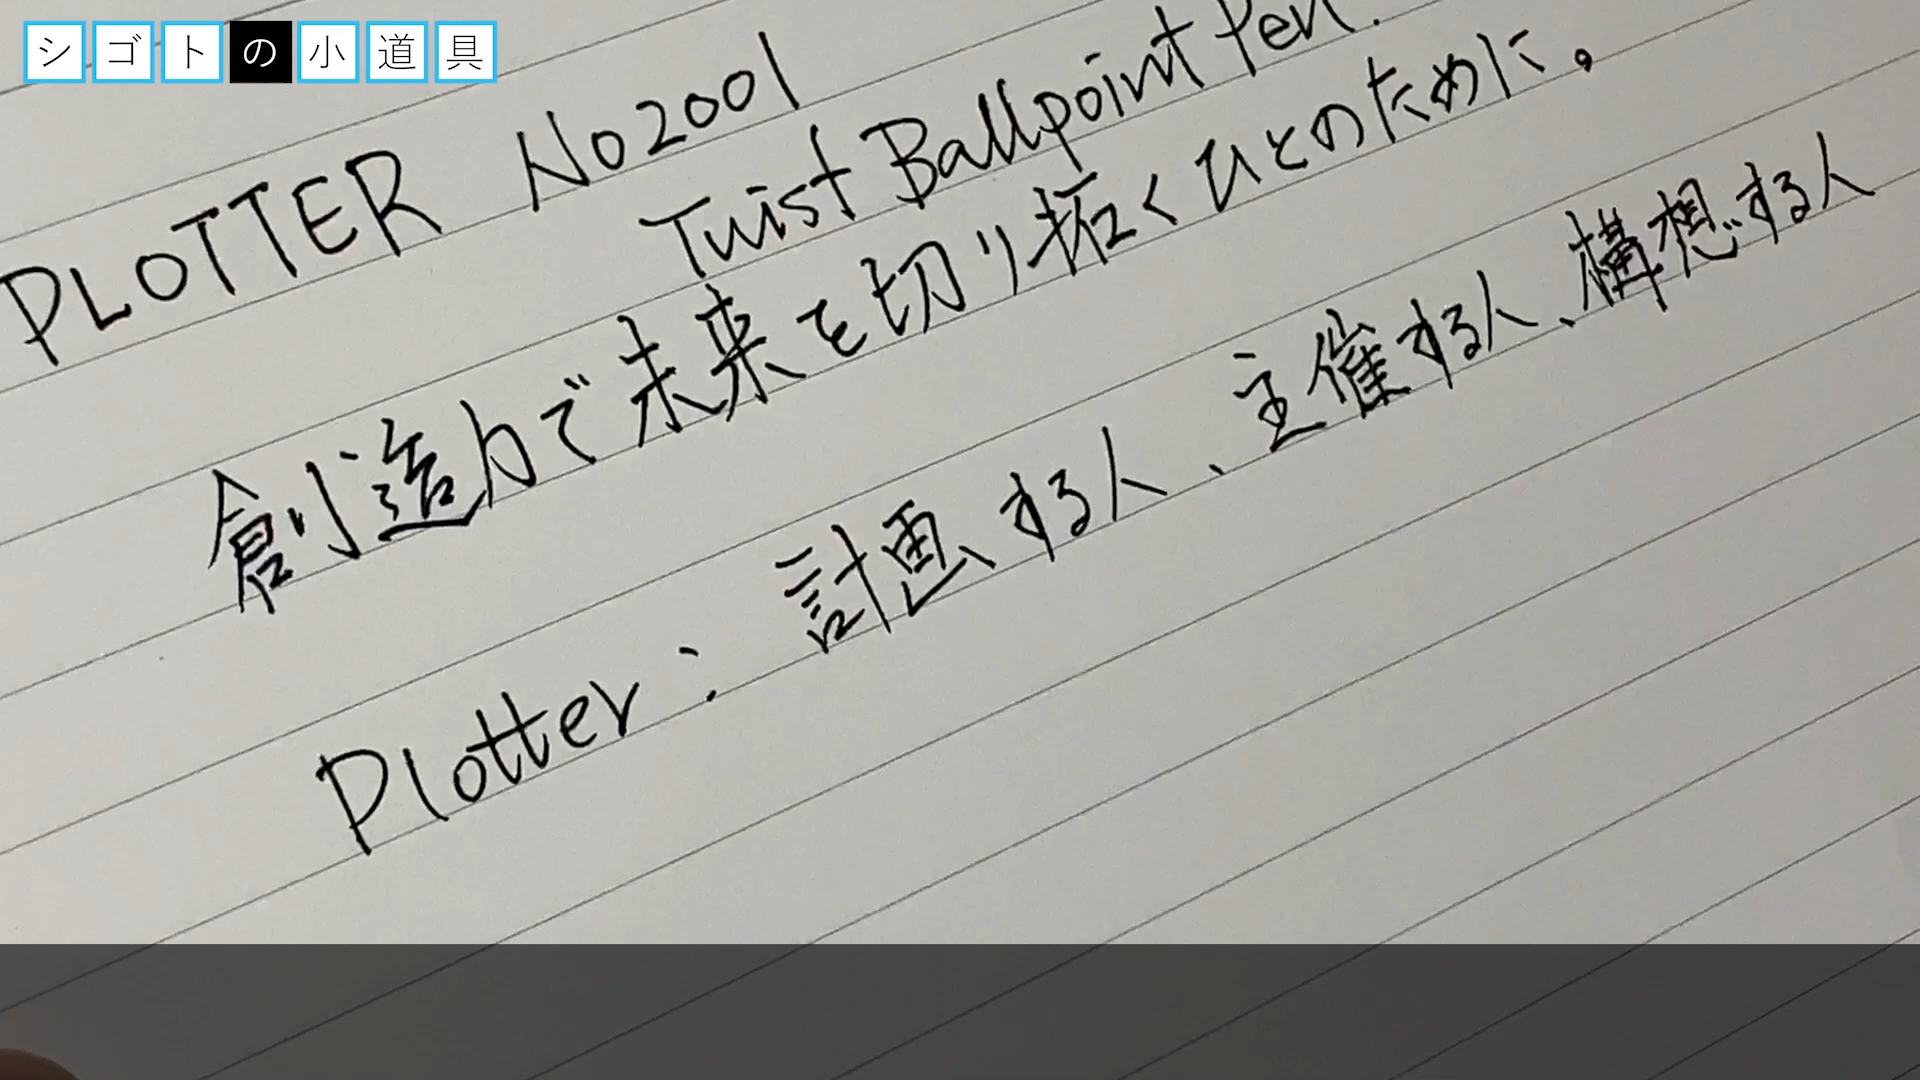 シゴトの小道具
PLOTTER No2001
Twist Ballpoint Pen.
創造力で未来を切り拓くひとのために。
Plotter: 計画する人、主催する人、構想する人